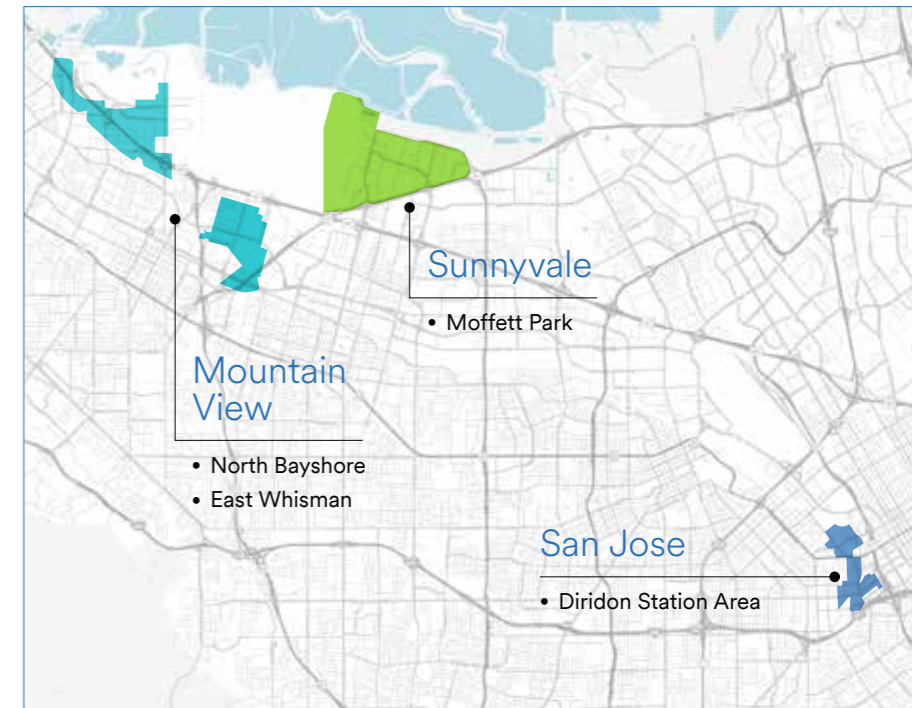 Sunnyvale
• Moffett Park
Mountain
View
• North Bayshore
• East Whisman
San Jose
• Diridon Station Area